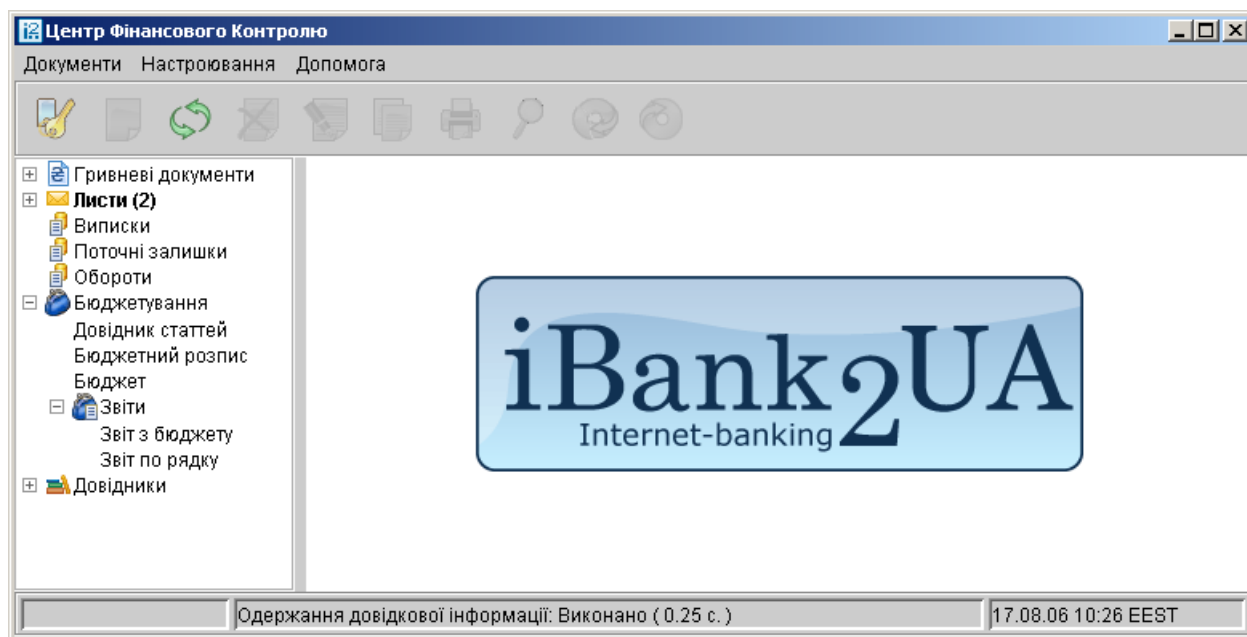 Центр Фінансового Контролю
Документи Настроювання Допомога
Гривневі документи
Листи (2)
Виписки
Поточні залишки
Обороти
Бюджетування
Довідник статтей
Бюджетний розпис
Бюджет
Звіти
Звіт з бюджету
Звіт по рядку
Довідники
iBank2UA
Internet-banking
Одержання довідкової інформації: Виконано ( 0.25 с. )
17.08.06 10:26 EEST